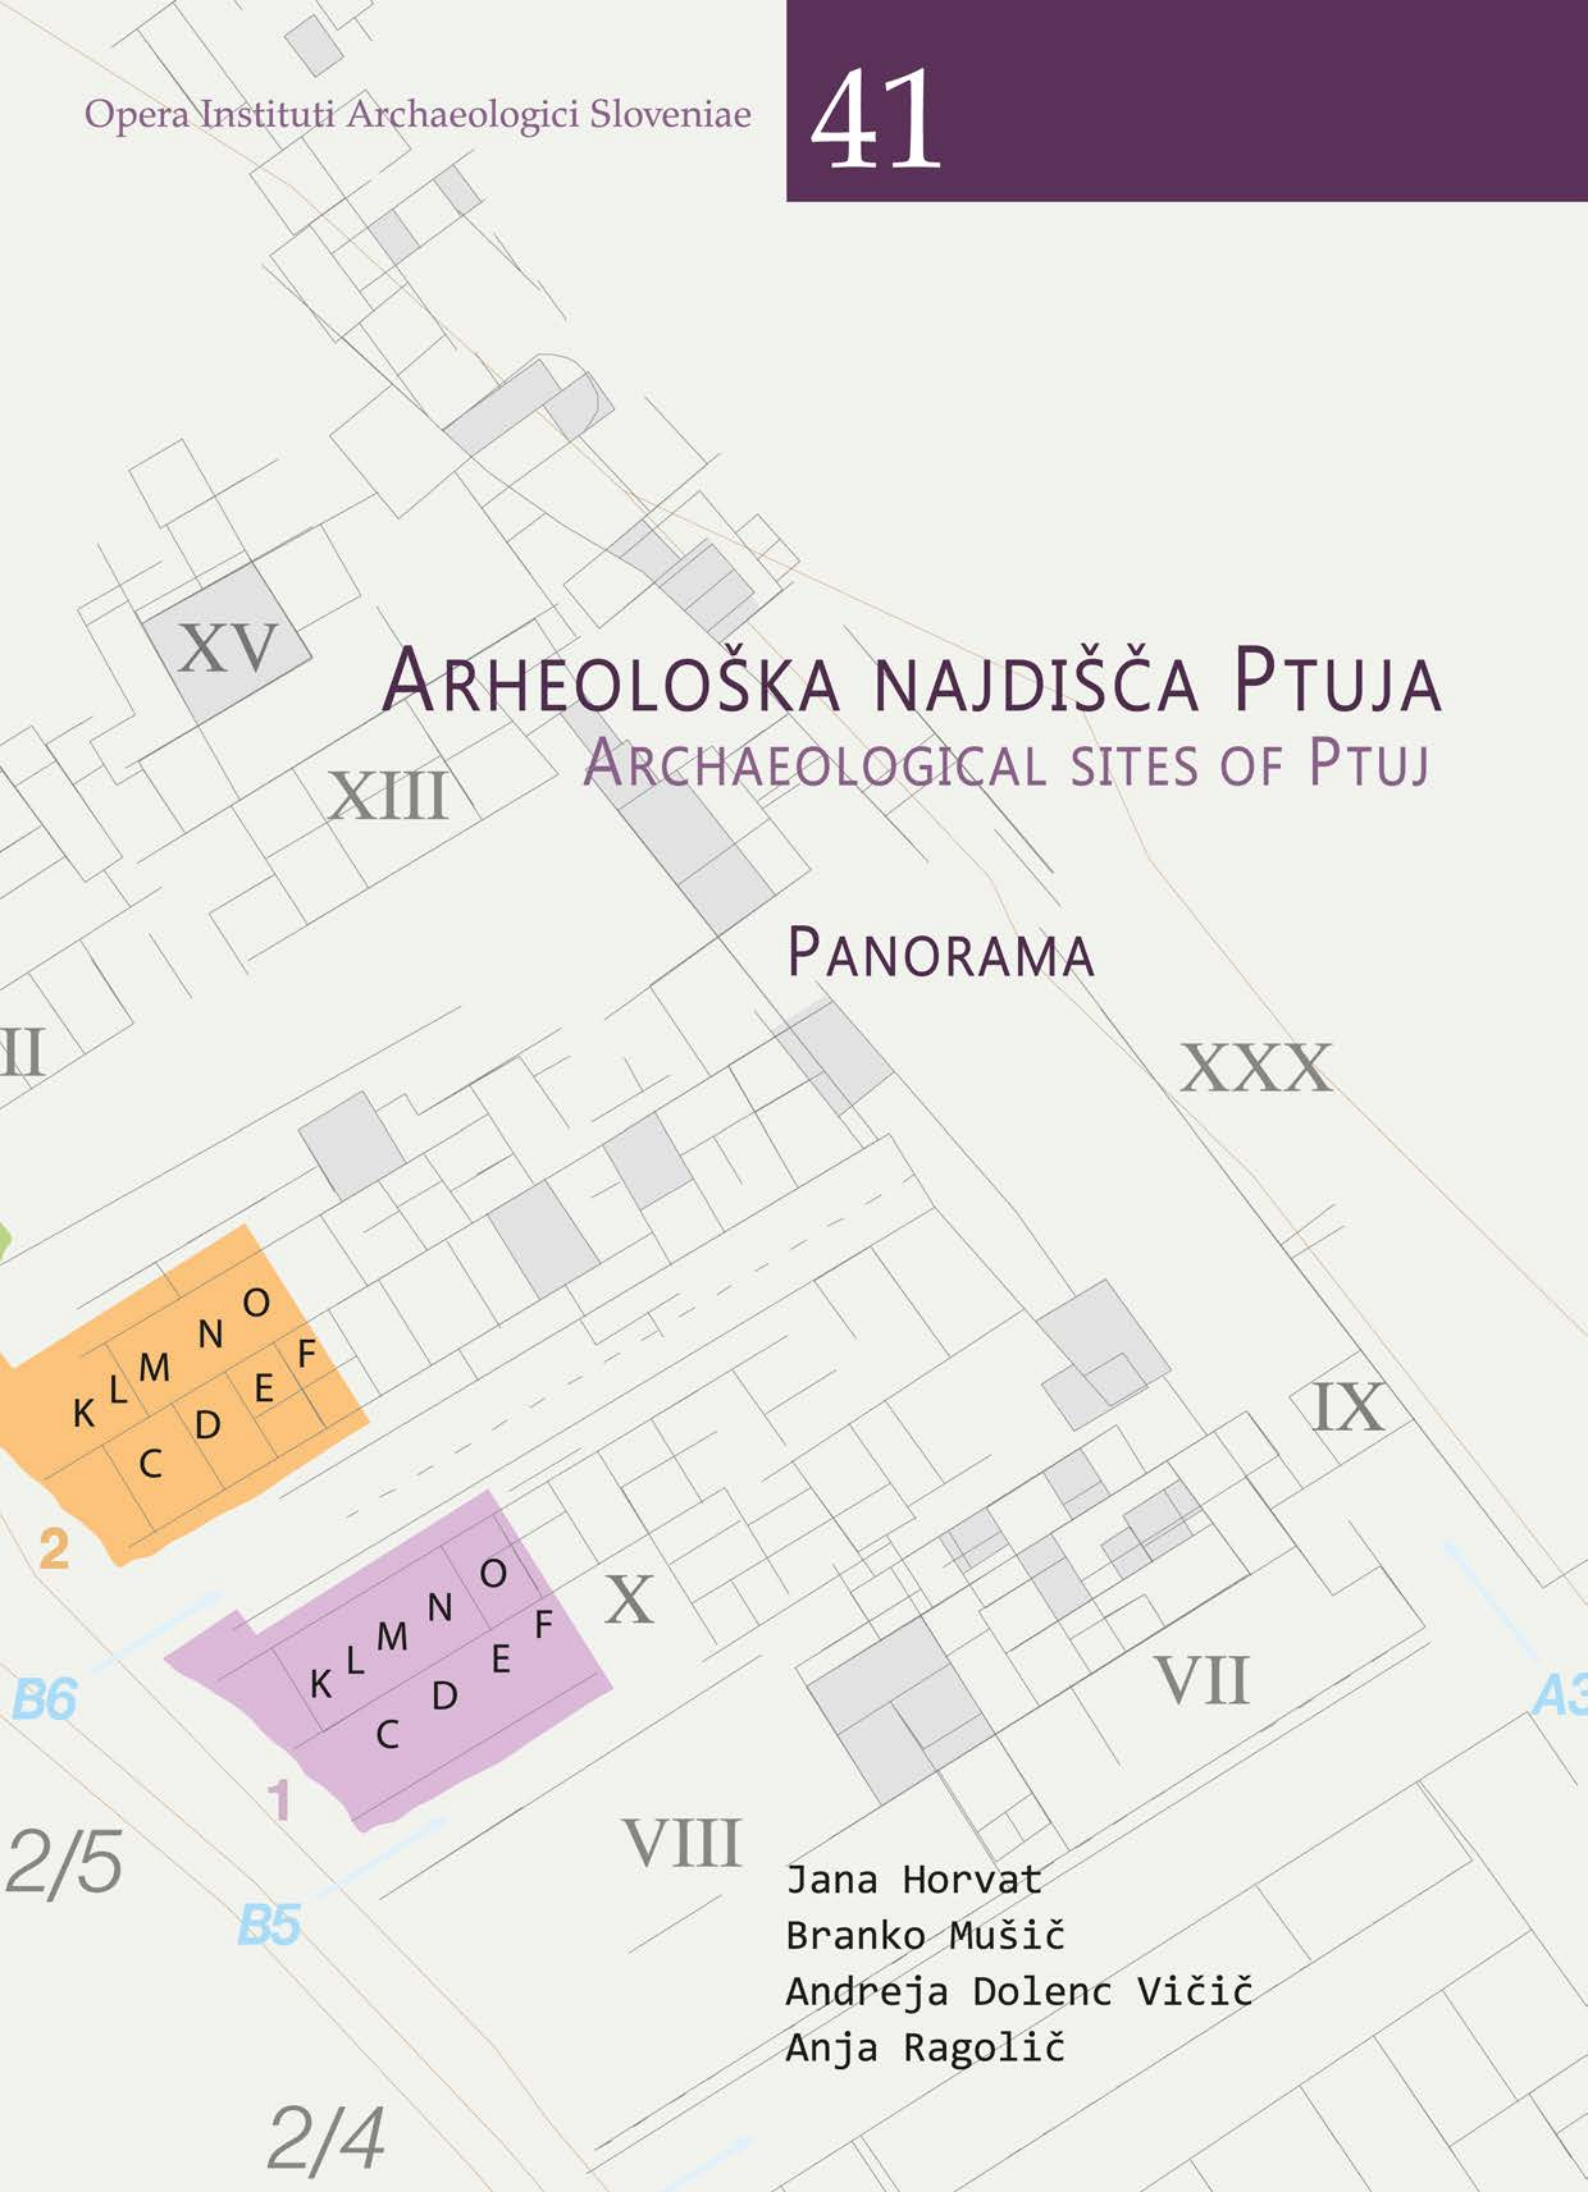 Opera Instituti Archaeologici Sloveniae
41
XV
ARHEOLOŠKA NAJDIŠČA PTUJA
ARCHAEOLOGICAL SITES OF PTUJ
XIII
PANORAMA
II
XXX
O
N
F
M
E
L
K
D
C
IX
2
O
X
N
F
M
E
L
K
D
C
VII
B6
A3
1
VIII
2/5
B5
Jana Horvat
Branko Mušič
Andreja Dolenc Vičič
Anja Ragolič
2/4